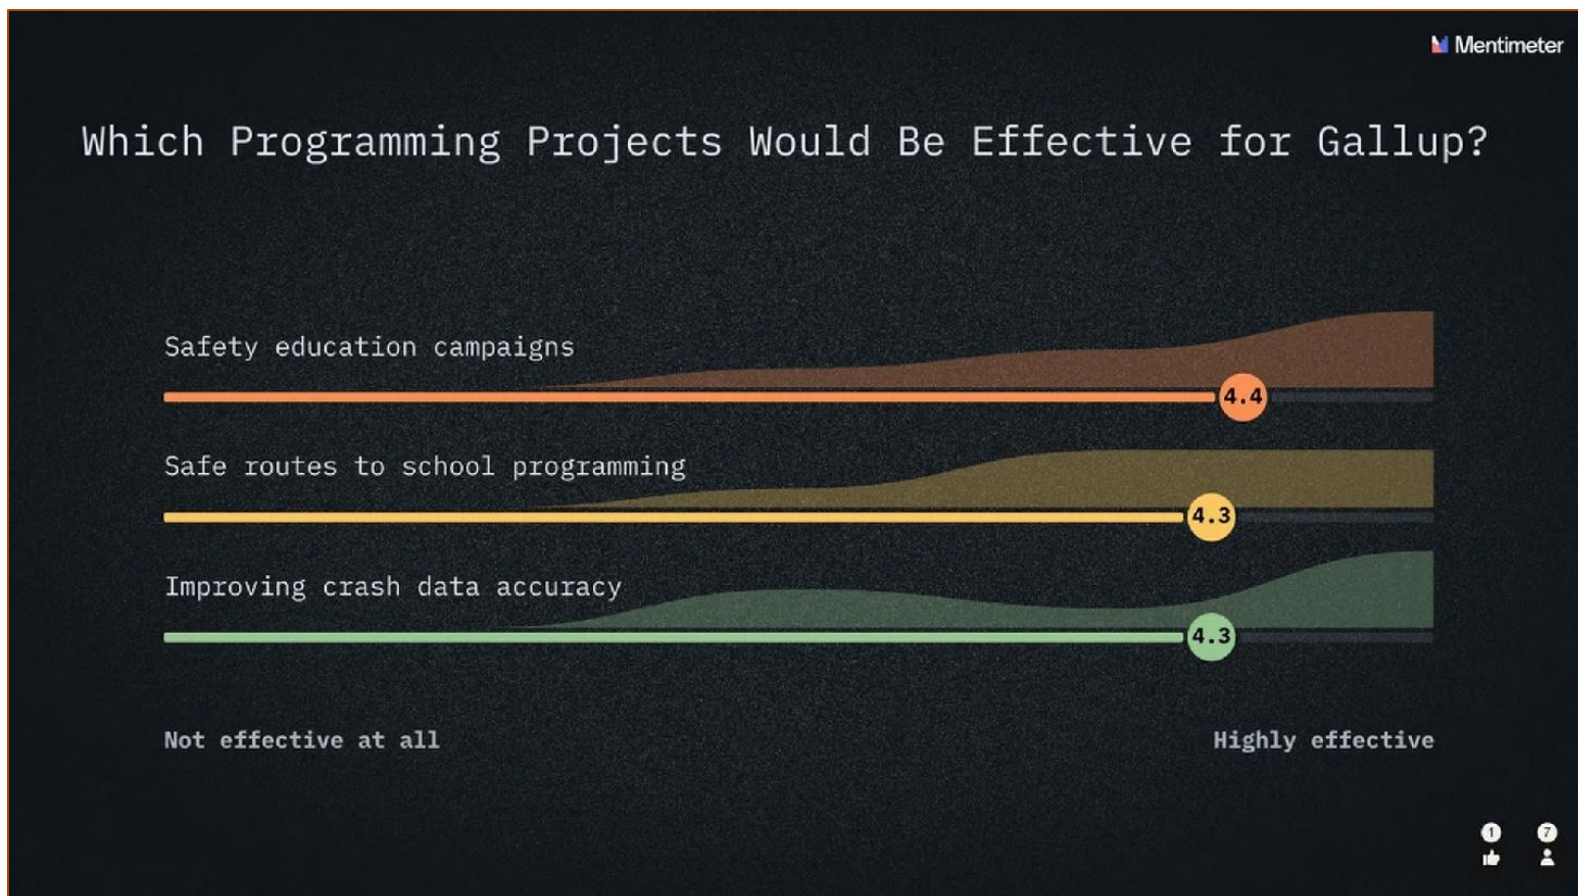 Mentimeter
Which Programming Projects Would Be Effective for Gallup?
Safety education campaigns
4.4
Safe routes to school programming
4.3
Improving crash data accuracy
4.3
Not effective at all Highly effective
1 7